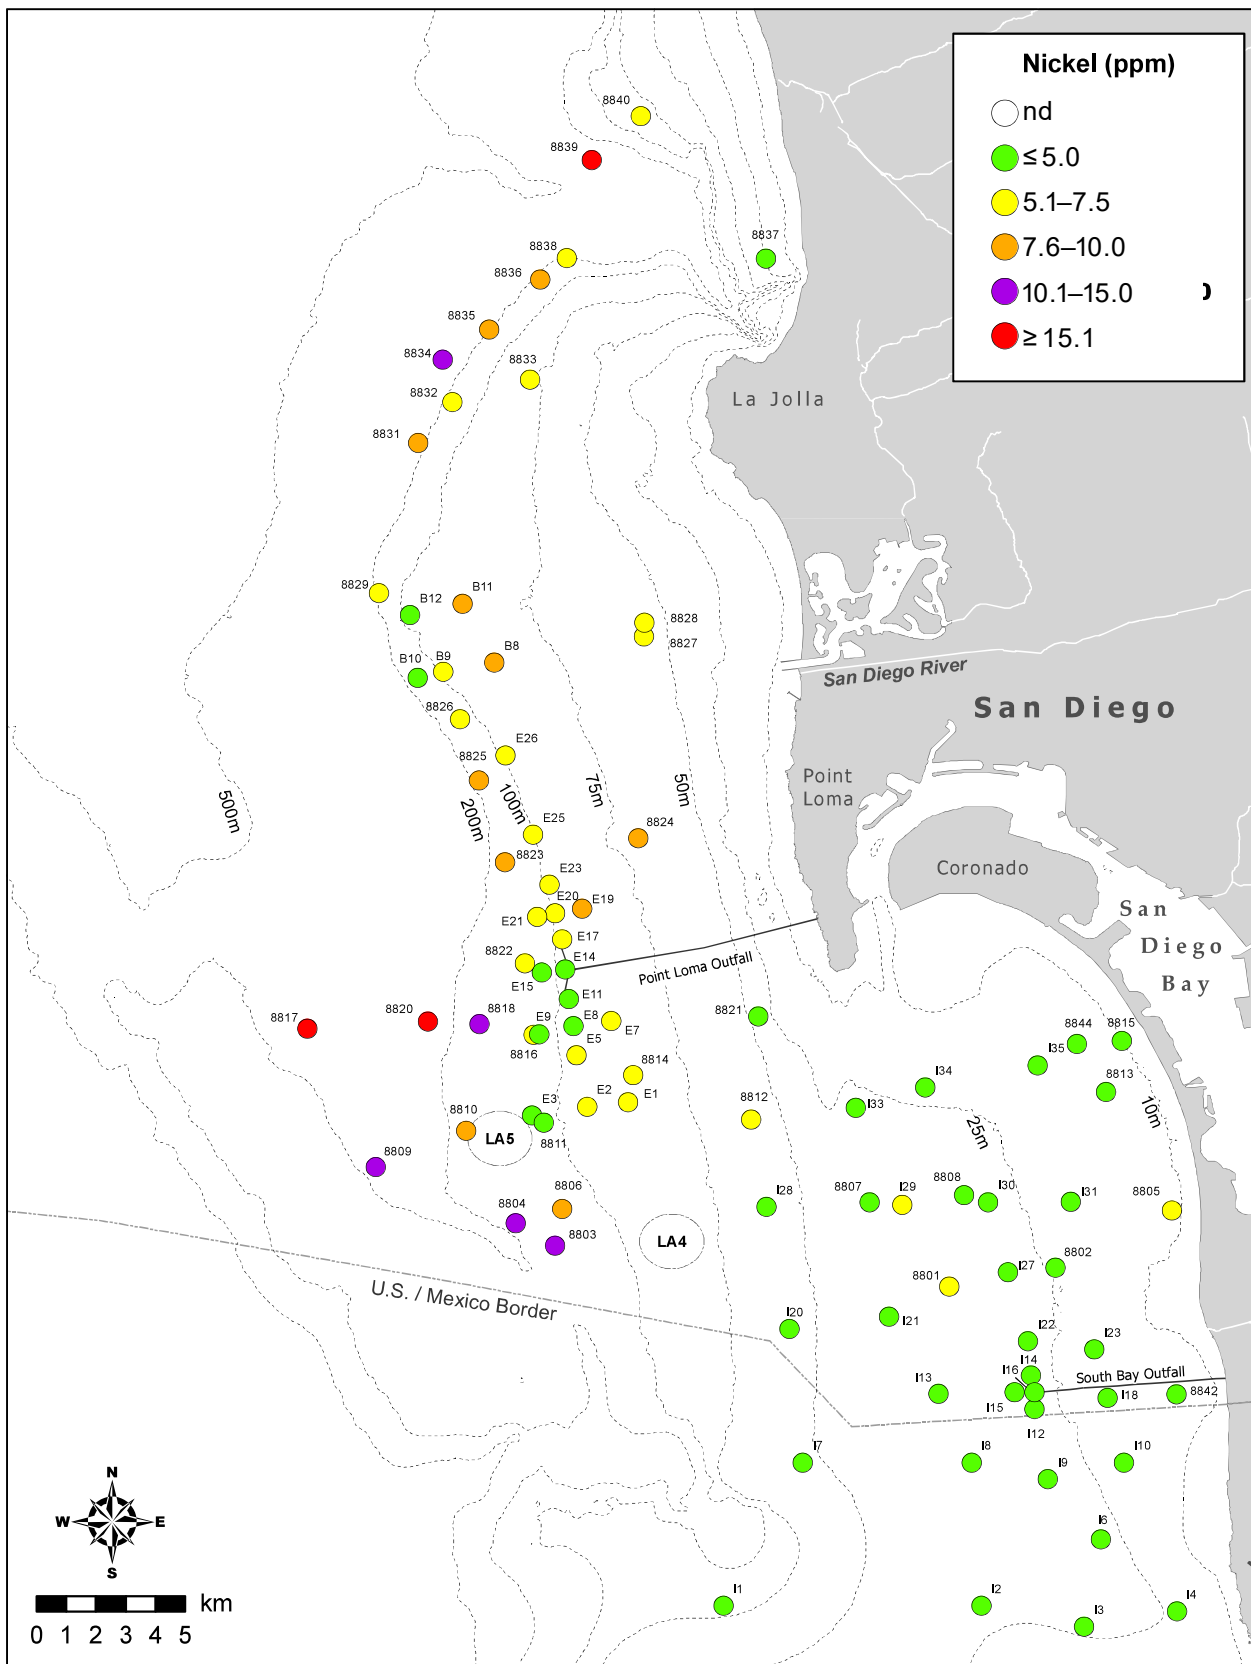 Nickel (ppm)
nd
≤ 5.0
5.1–7.5
7.6–10.0
10.1–15.0
≥ 15.1
8840
8839
8837
8838
8836
8835
8834
8833
8832
8831
La Jolla
8829
B12
B11
8828
8827
B10
B9
B8
San Diego River
8826
San Diego
E26
8825
Point
Loma
500m
200m
100m
75m
50m
E25
8824
8823
Coronado
E23
E20
E19
E21
San
Diego
Bay
E17
8822
E14
Point Loma Outfall
E15
E11
8821
8817
8820
8818
E9
E8
E7
8816
E5
8844
8815
I35
8814
I34
8813
E3
E2
E1
8812
I33
25m
10m
8810
LA5
8811
8809
8806
I28
8807
I29
8808
I30
I31
8805
8804
8803
LA4
8802
I27
8801
U.S. / Mexico Border
I20
I21
I22
I23
I14
I16
South Bay Outfall
I13
I15
I18
8842
I12
I7
I8
I9
I10
I6
I1
I2
I3
I4
N
W
E
S
km
0 1 2 3 4 5